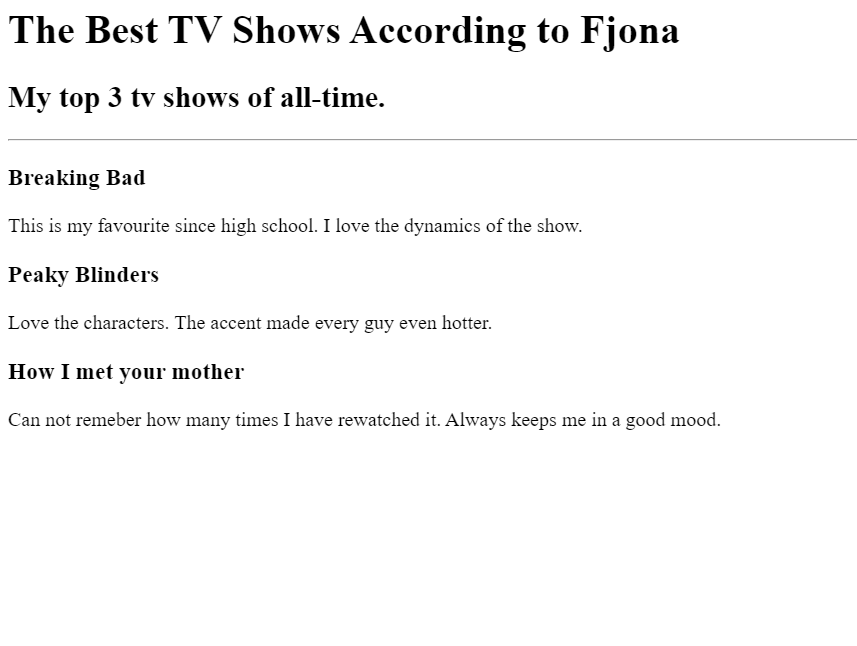 The Best TV Shows According to Fjona
My top 3 tv shows of all-time.
Breaking Bad
This is my favourite since high school. I love the dynamics of the show.
Peaky Blinders
Love the characters. The accent made every guy even hotter.
How I met your mother
Can not remeber how many times I have rewatched it. Always keeps me in a good mood.